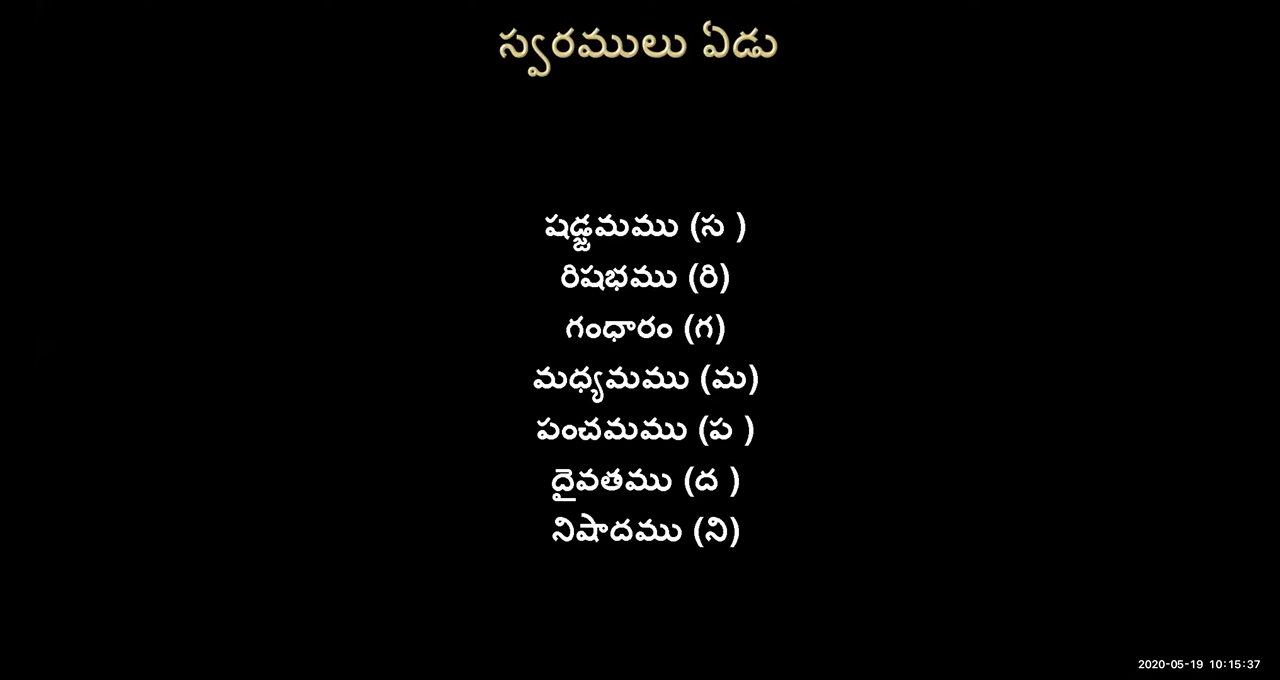 స్వరములు ఏడు
షడ్జమము (స )
రిషభము (రి)
గంధారం (గ)
మధ్యమము (మ)
పంచమము (ప )
దైవతము (ద )
నిషాదము (ని)
2020-05-19 10:15:37